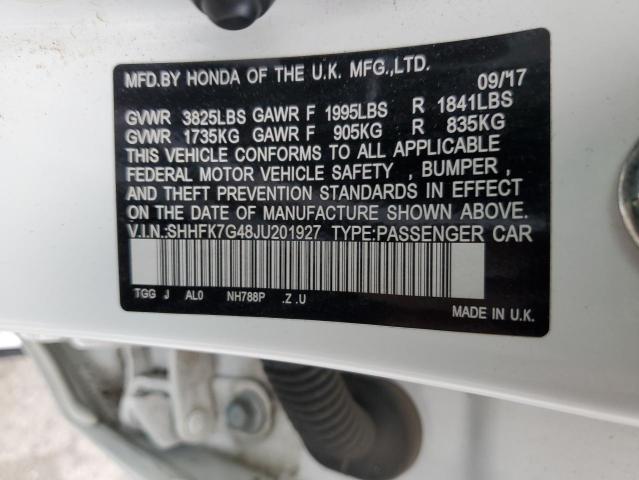 MFD.BY HONDA OF THE U.K. MFG.,LTD. 09/17
GVWR 3825LBS GAWR F 1995LBS R 1841LBS
GVWR 1735KG GAWR F 905KG R 835KG
THIS VEHICLE CONFORMS TO ALL APPLICABLE
FEDERAL MOTOR VEHICLE SAFETY , BUMPER ,
AND THEFT PREVENTION STANDARDS IN EFFECT
ON THE DATE OF MANUFACTURE SHOWN ABOVE.
V.I.N.:SHHFK7G48JU201927 TYPE:PASSENGER CAR
TGG J AL0 NH788P .Z .U
MADE IN U.K.